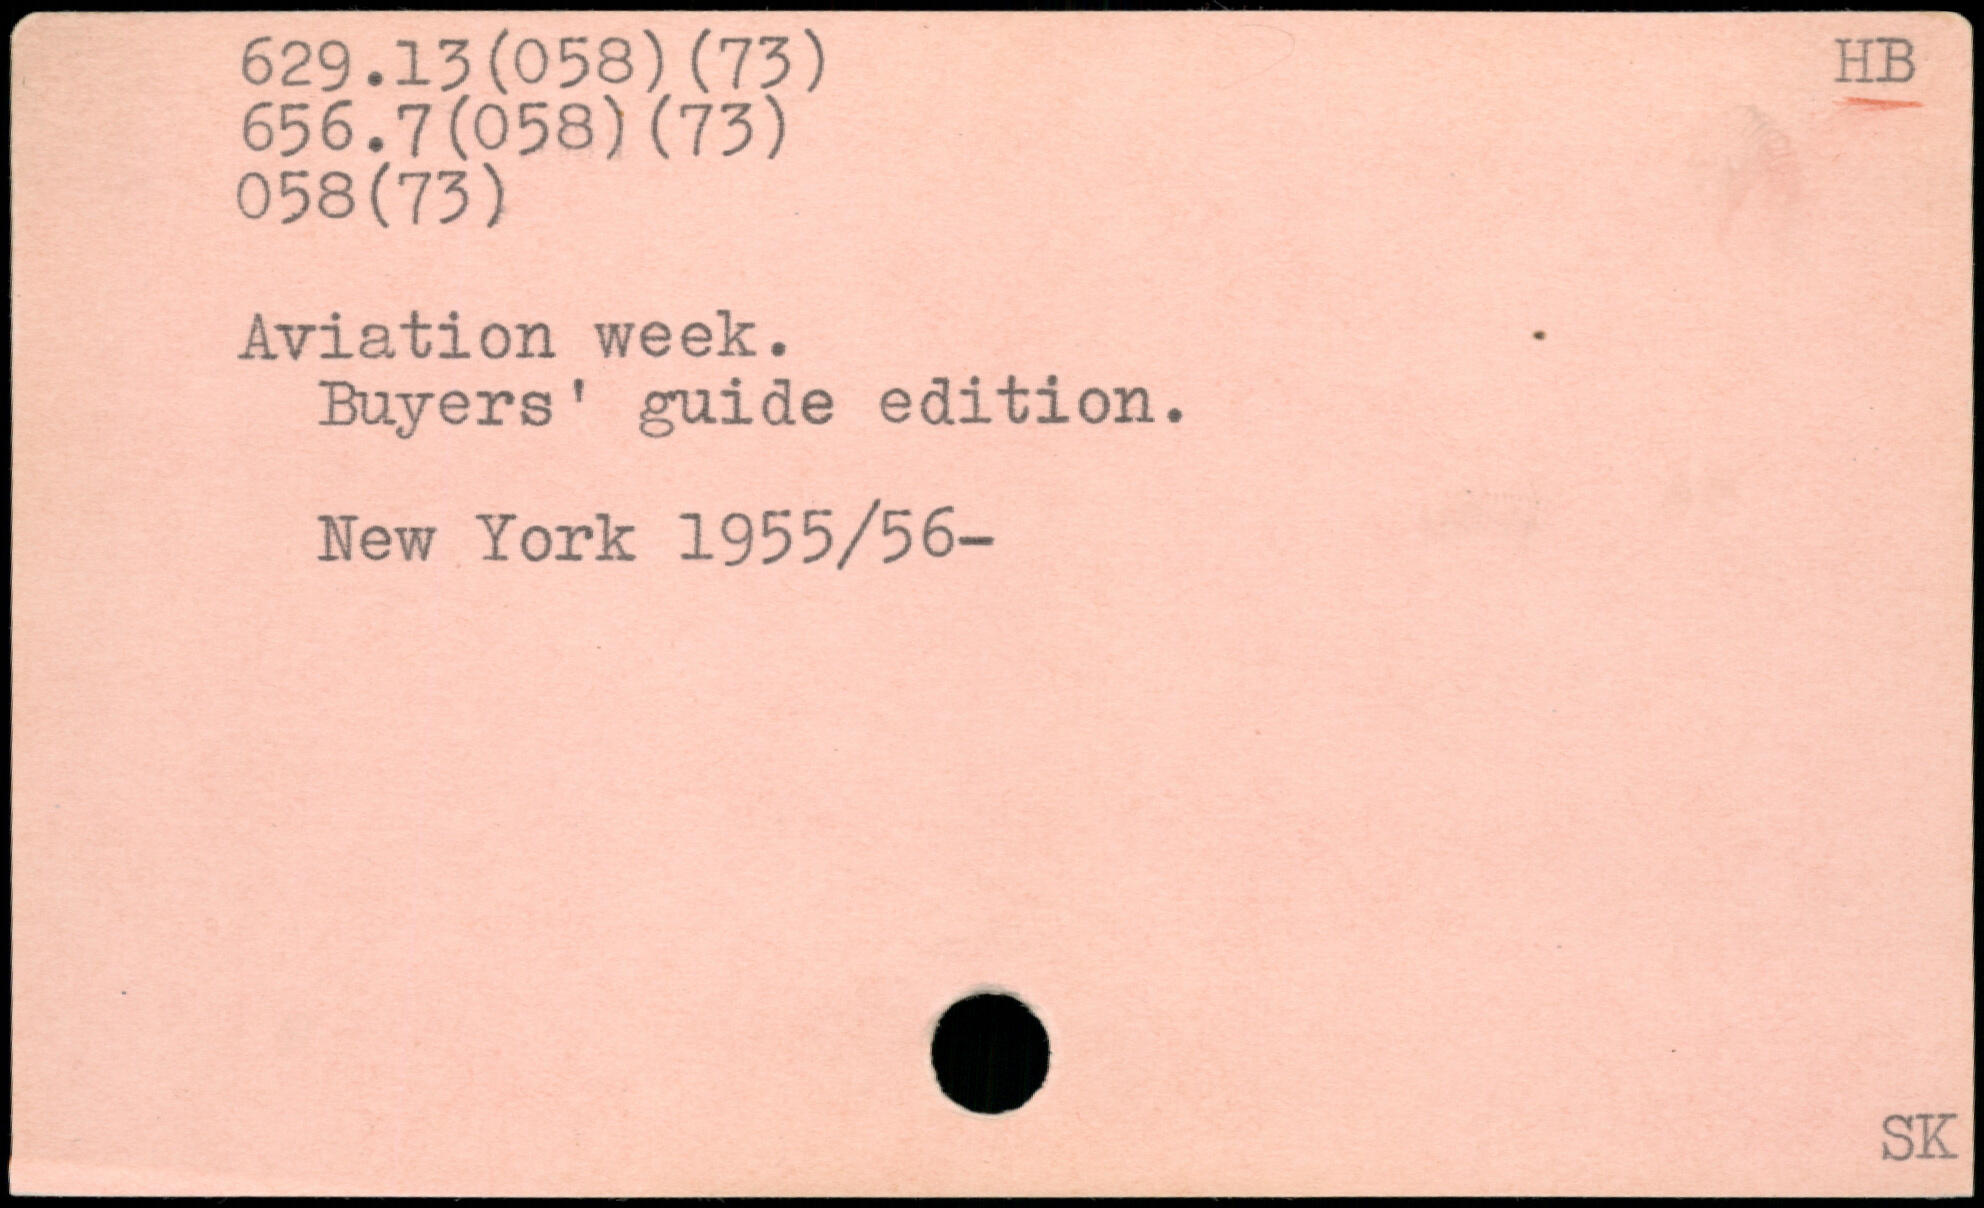 629.13(058)(73)
HB
656.7(058)(73)
058(73)
Aviation week.
Buyers' guide edition.
New York 1955/56-
SK